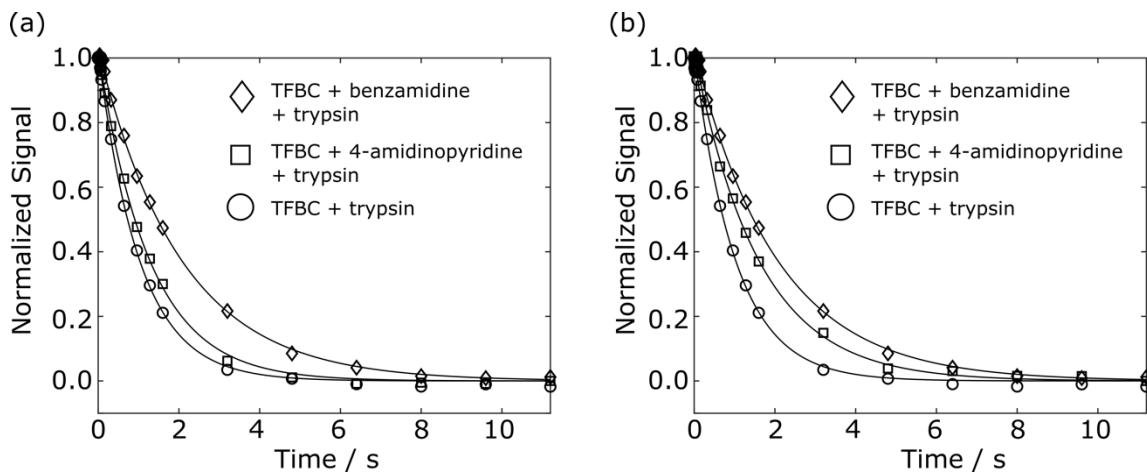 (a)
Normalized Signal
1.0
0.8
0.6
0.4
0.2
0.0
0 2 4 6 8 10
Time / s
TFBC + benzamidine
+ trypsin
TFBC + 4-amidinopyridine
+ trypsin
TFBC + trypsin
(b)
Normalized Signal
1.0
0.8
0.6
0.4
0.2
0.0
0 2 4 6 8 10
Time / s
TFBC + benzamidine
+ trypsin
TFBC + 4-amidinopyridine
+ trypsin
TFBC + trypsin